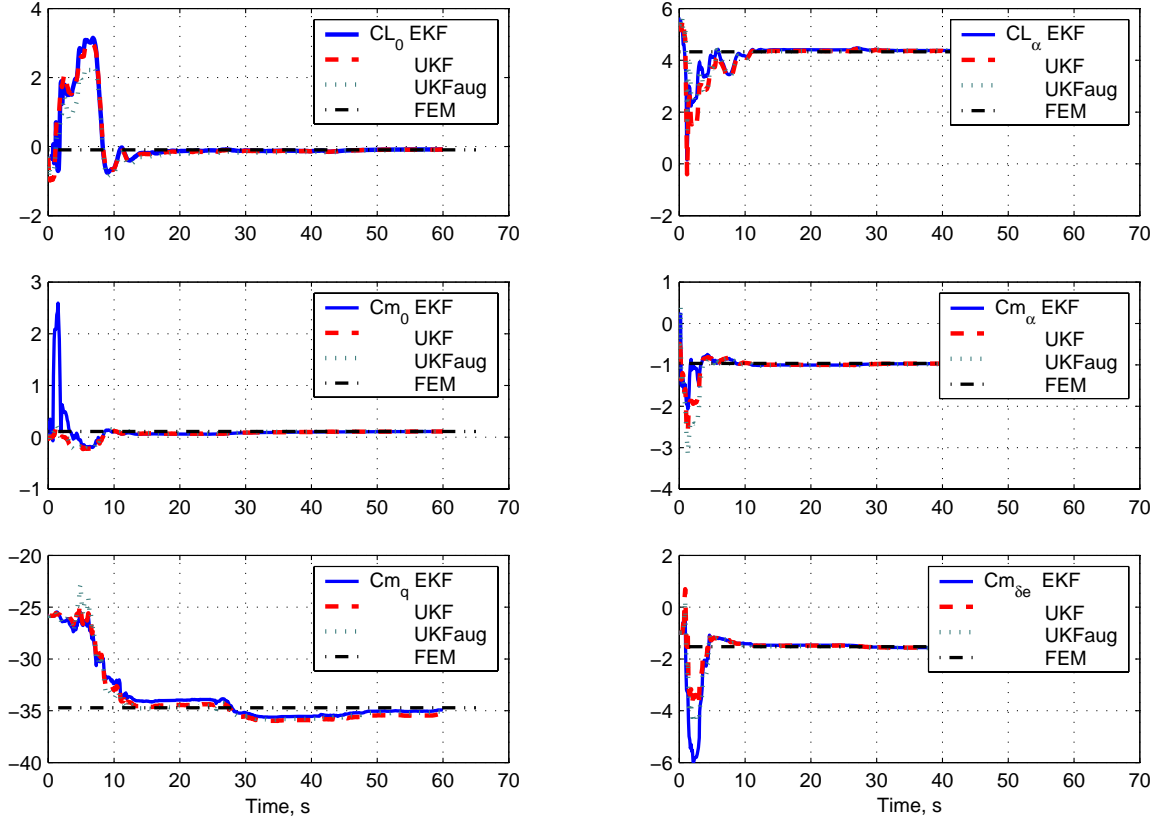 4
2
0
−2
0 10 20 30 40 50 60 70
CL0 EKF
UKF
UKFaug
FEM
6
4
2
0
−2
0 10 20 30 40 50 60 70
CLα EKF
UKF
UKFaug
FEM
3
2
1
0
−1
0 10 20 30 40 50 60 70
Cm0 EKF
UKF
UKFaug
FEM
1
0
−1
−2
−3
−4
0 10 20 30 40 50 60 70
Cmα EKF
UKF
UKFaug
FEM
−20
−25
−30
−35
−40
0 10 20 30 40 50 60 70
Cmq EKF
UKF
UKFaug
FEM
Time, s
2
0
−2
−4
−6
0 10 20 30 40 50 60 70
Cmδe EKF
UKF
UKFaug
FEM
Time, s